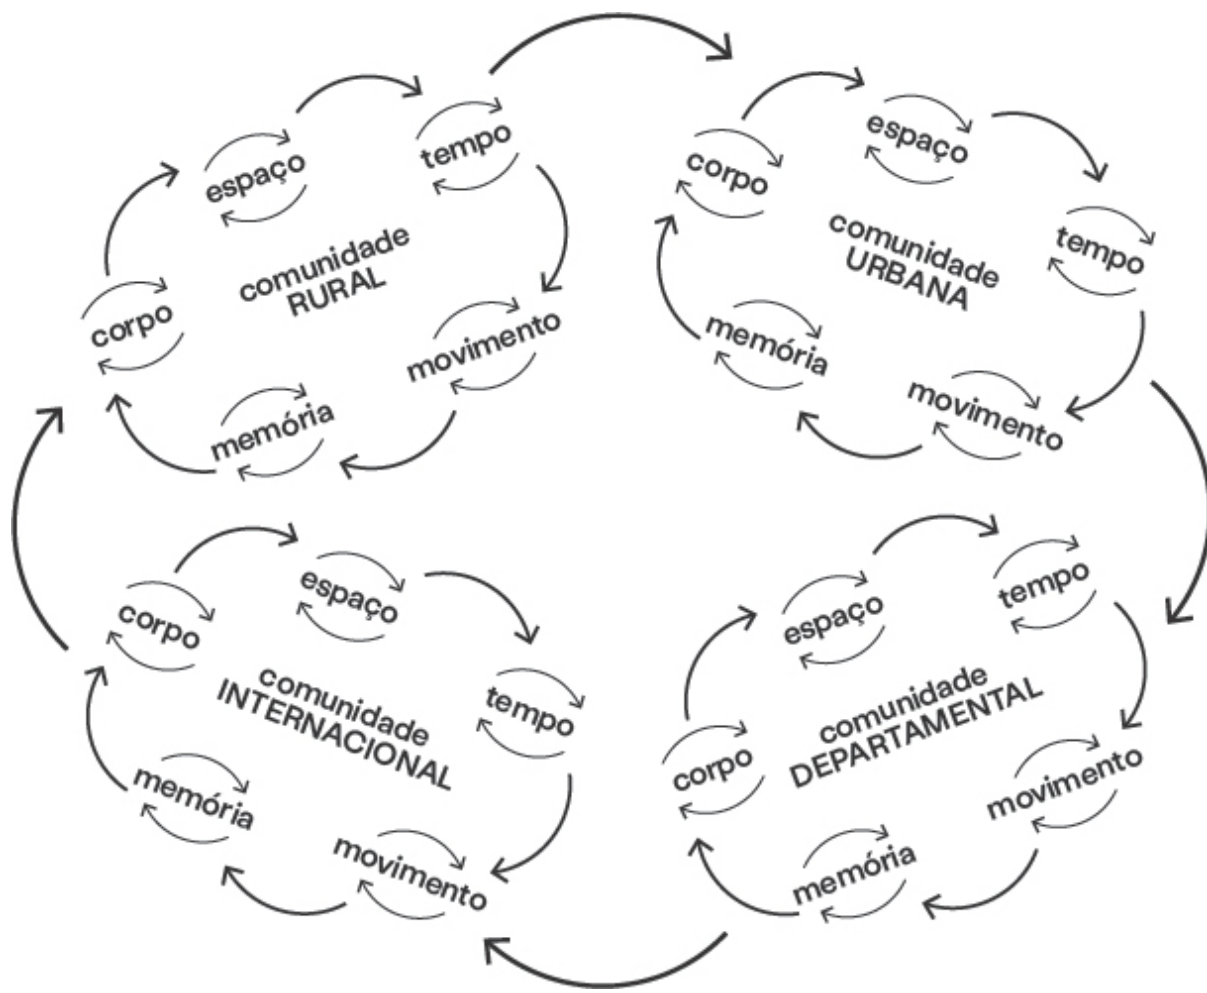 espaço
tempo
corpo
comunidade
RURAL
movimento
memória
corpo
espaço
tempo
comunidade
URBANA
memória
movimento
corpo
espaço
tempo
comunidade
INTERNACIONAL
memória
movimento
espaço
tempo
corpo
comunidade
DEPARTAMENTAL
movimento
memória